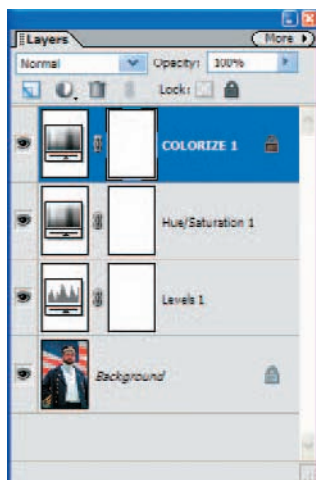 Layers
More
Normal
Opacity: 100%
Lock:
COLORIZE 1
Hue/Saturation 1
Levels 1
Background